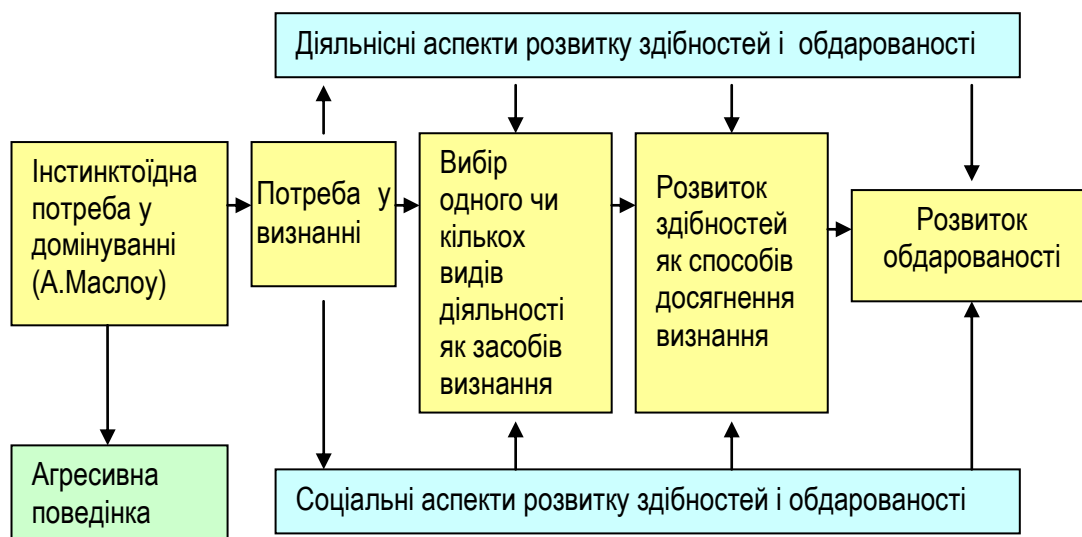 Діяльнісні аспекти розвитку здібностей і обдарованості
Інстинктоїдна
потреба у
домінуванні
(А.Маслоу)
Потреба у
визнанні
Вибір
одного чи
кількох
видів
діяльності
як засобів
визнання
Розвиток
здібностей
як способів
досягнення
визнання
Розвиток
обдарованості
Агресивна
поведінка
Соціальні аспекти розвитку здібностей і обдарованості